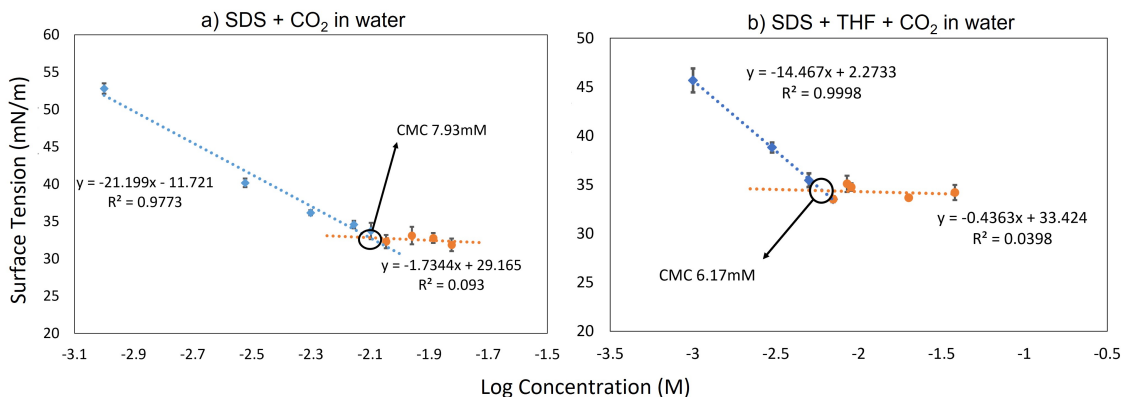 a) SDS + CO₂ in water
60
55
50
45
40
35
30
25
20
-3.1 -2.9 -2.7 -2.5 -2.3 -2.1 -1.9 -1.7 -1.5
Surface Tension (mN/m)
CMC 7.93mM
y = -21.199x - 11.721
R² = 0.9773
y = -1.7344x + 29.165
R² = 0.093
b) SDS + THF + CO₂ in water
50
45
40
35
30
25
20
-3.5 -3 -2.5 -2 -1.5 -1 -0.5
y = -14.467x + 2.2733
R² = 0.9998
y = -0.4363x + 33.424
R² = 0.0398
CMC 6.17mM
Log Concentration (M)